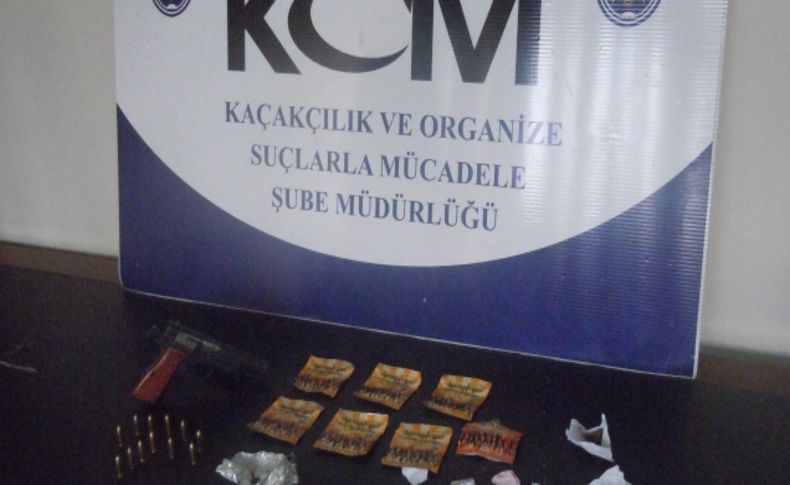 KOM
KAÇAKÇILIK VE ORGANİZE
SUÇLARLA MÜCADELE
ŞUBE MÜDÜRLÜĞÜ